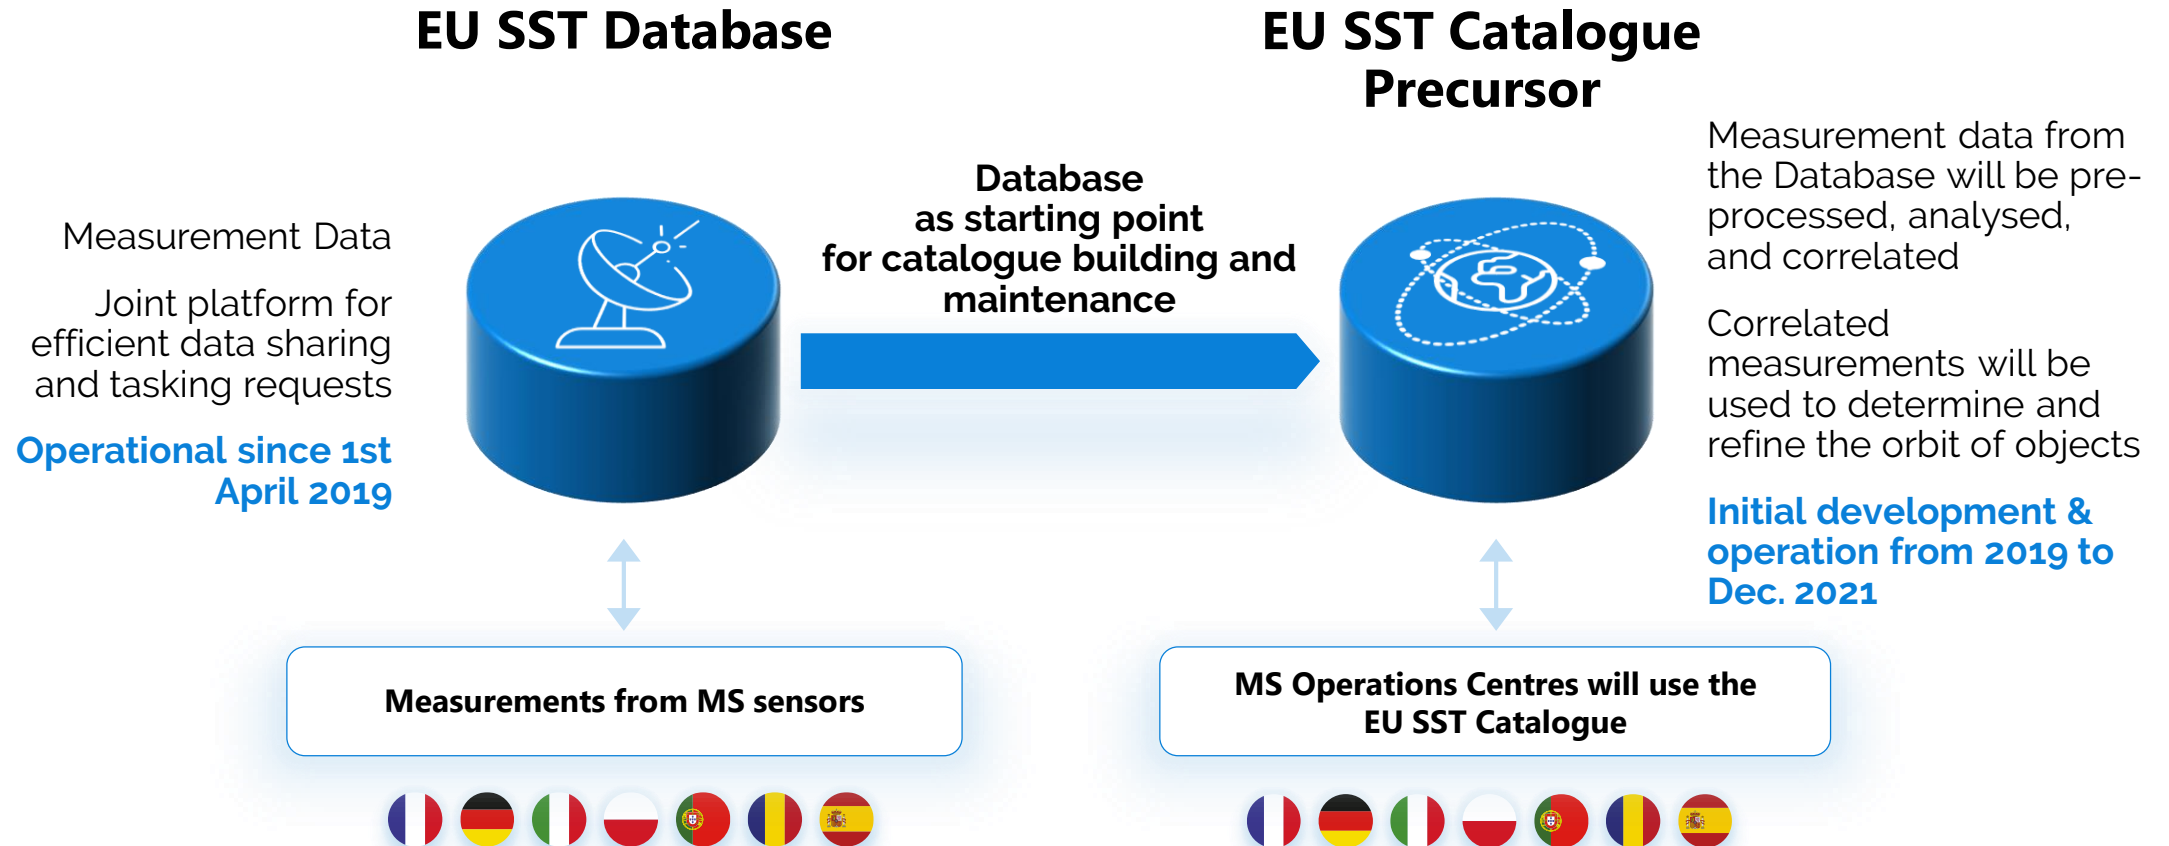 EU SST Database
Measurement Data
Joint platform for
efficient data sharing
and tasking requests
Operational since 1st
April 2019
Database
as starting point
for catalogue building and
maintenance
EU SST Catalogue
Precursor
Measurement data from
the Database will be pre-
processed, analysed,
and correlated
Correlated
measurements will be
used to determine and
refine the orbit of objects
Initial development &
operation from 2019 to
Dec. 2021
Measurements from MS sensors
MS Operations Centres will use the
EU SST Catalogue